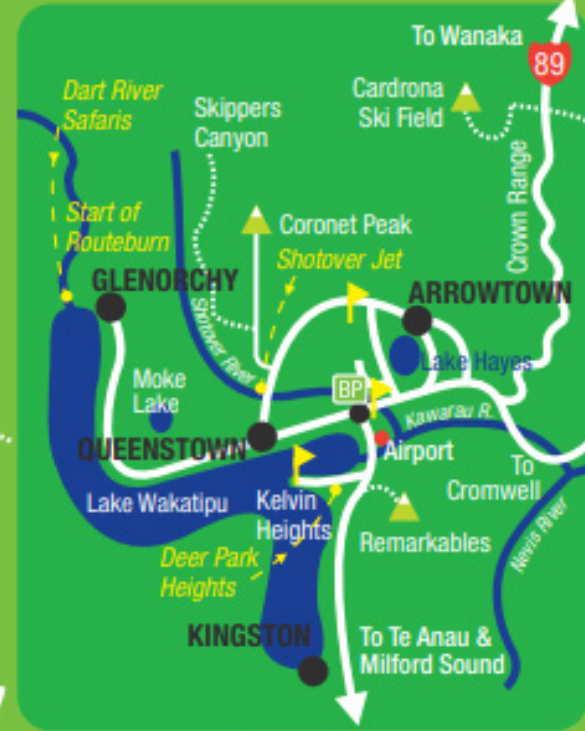 To Wanaka
89
Dart River
Safaris
Skippers
Canyon
Cardrona
Ski Field
Crown Range
Start of
Routeburn
Coronet Peak
Shotover Jet
GLENORCHY
ARROWTOWN
Shotover River
Lake Hayes
Moke
Lake
BP
Kawarau R.
QUEENSTOWN
Airport
To
Cromwell
Lake Wakatipu
Kelvin
Heights
Remarkables
Nevis River
Deer Park
Heights
KINGSTON
To Te Anau &
Milford Sound